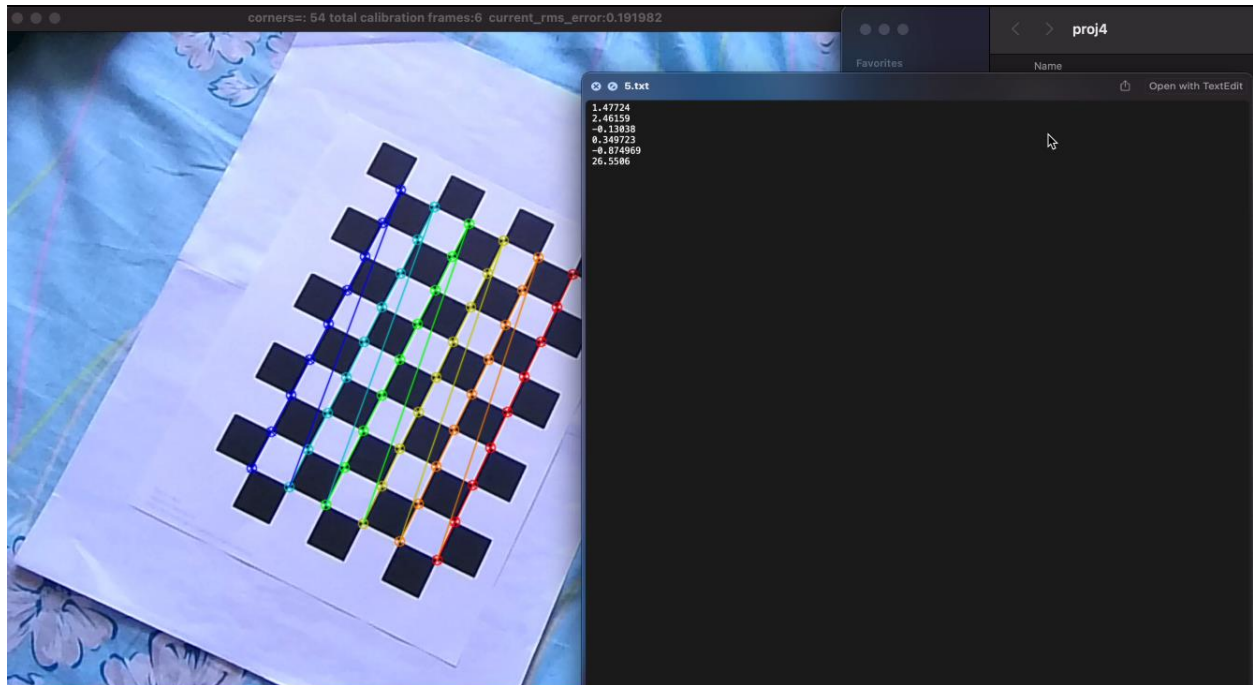 corners=: 54 total calibration frames:6 current_rms_error:0.191982
proj4
Favorites
Name
5.txt
Open with TextEdit
1.47724
2.46159
-0.13038
0.349723
-0.874969
26.5506